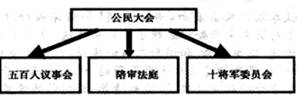 公民大会
五百人议事会
陪审法庭
十将军委员会